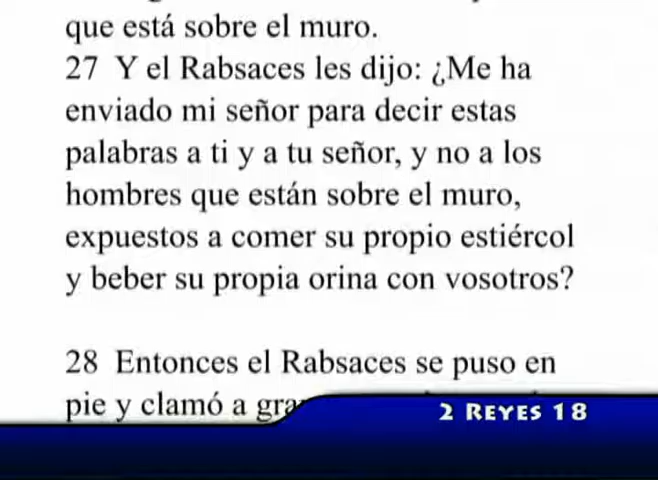 que está sobre el muro.
27 Y el Rabsaces les dijo: ¿Me ha
enviado mi señor para decir estas
palabras a ti y a tu señor, y no a los
hombres que están sobre el muro,
expuestos a comer su propio estiércol
y beber su propia orina con vosotros?
28 Entonces el Rabsaces se puso en
pie y clamó a
2 REYES 18